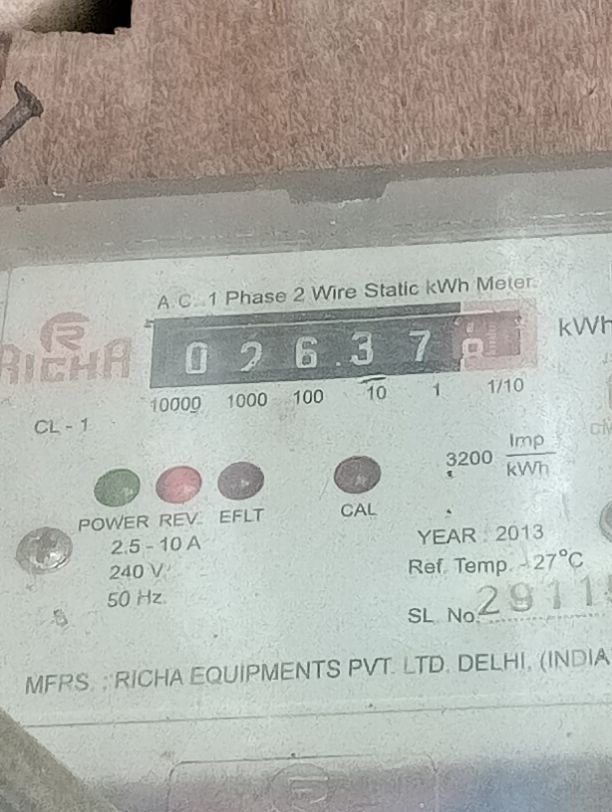 A.C. 1 Phase 2 Wire Static kWh Meter
RICHA
0 2 6 3 7 8
kWh
10000 1000 100 10 1 1/10
CL - 1
3200 Imp/kWh
POWER REV. EFLT CAL
2.5 - 10 A
240 V
50 Hz.
YEAR : 2013
Ref. Temp. - 27°C
SL. No. 2911
MFRS. : RICHA EQUIPMENTS PVT. LTD. DELHI, (INDIA